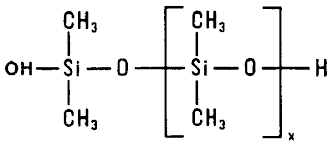 CH₃ CH₃
OH Si O Si O H
CH₃ CH₃
x